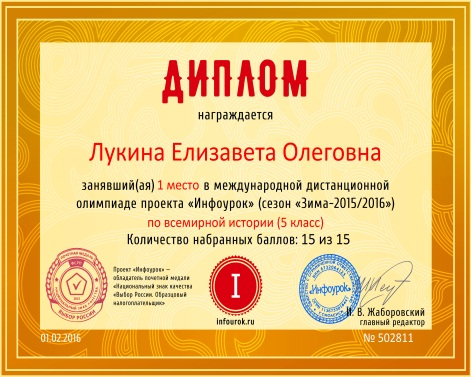 ДИПЛОМ
награждается
Лукина Елизавета Олеговна
занявший(ая) 1 место в международной дистанционной
олимпиаде проекта «Инфоурок» (сезон «Зима-2015/2016»)
по всемирной истории (5 класс)
Количество набранных баллов: 15 из 15
Проект «Инфоурок» –
обладатель почетной медали
«Национальный знак качества
«Выбор России. Образцовый
налогоплательщик»
ВЫБОР РОССИИ
I
infourok.ru
«Инфоурок»
И. В. Жаборовский
главный редактор
01.02.2016
№ 502811